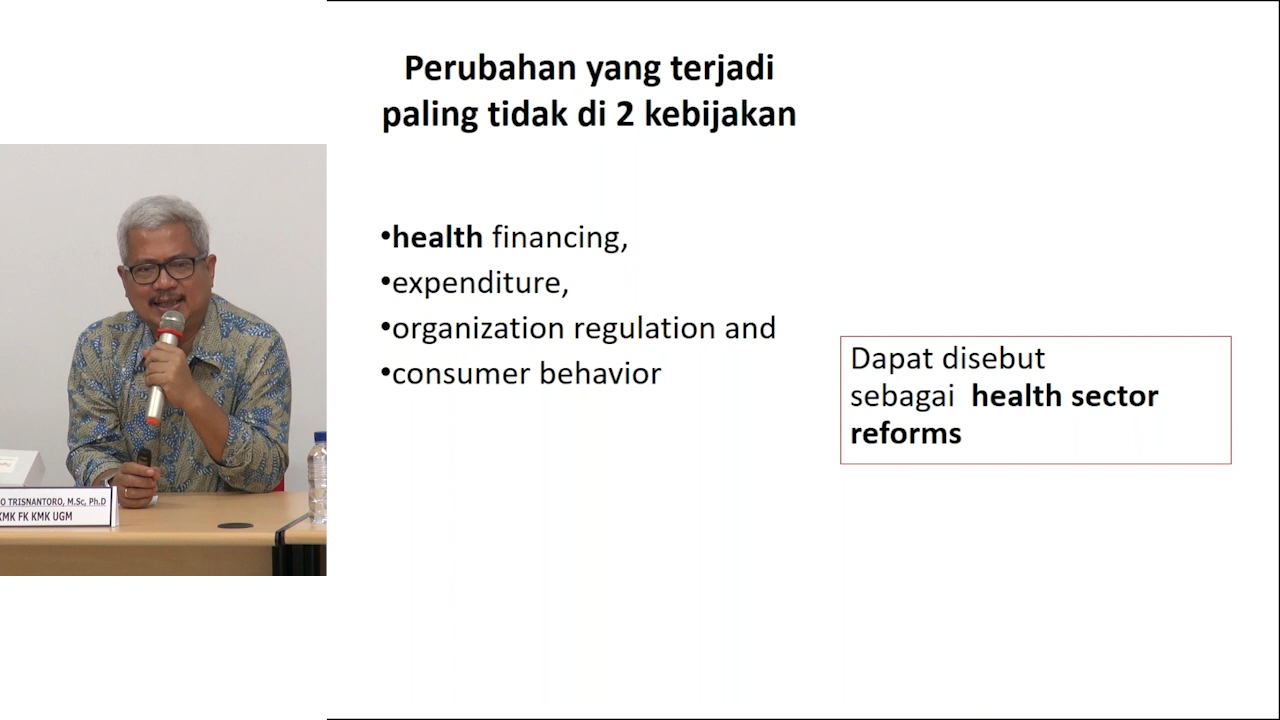 Perubahan yang terjadi
paling tidak di 2 kebijakan
•health financing,
•expenditure,
•organization regulation and
•consumer behavior
Dapat disebut
sebagai health sector
reforms
O TRISNANTORO, M.Sc, Ph.D
KMK FK KMK UGM